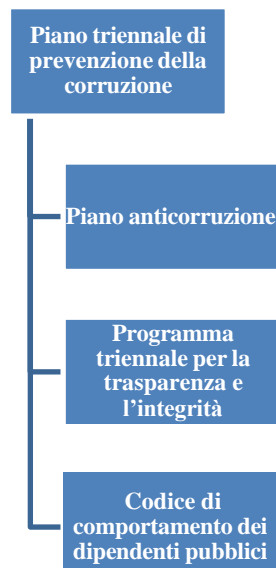 Piano triennale di
prevenzione della
corruzione
Piano anticorruzione
Programma
triennale per la
trasparenza e
l'integrità
Codice di
comportamento dei
dipendenti pubblici